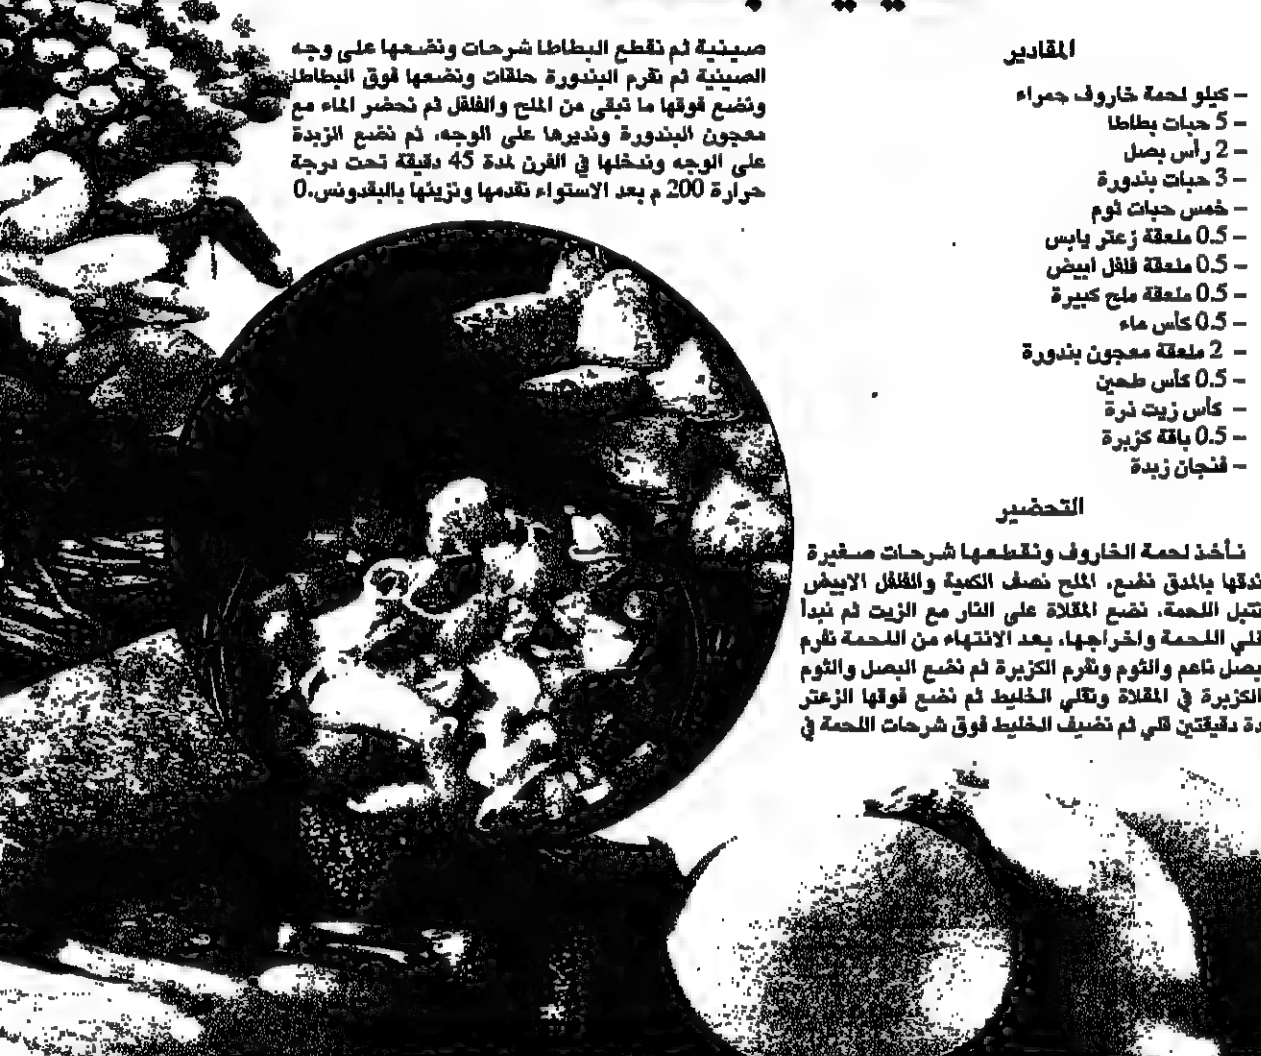 المقادير
– كيلو لحمة خاروف حمراء
– 5 حبات بطاطا
– 2 رأس بصل
– 3 حبات بندورة
– خمس حبات ثوم
– 0.5 ملعقة زعتر يابس
– 0.5 ملعقة فلفل ابيض
– 0.5 ملعقة ملح كبيرة
– 0.5 كأس ماء
– 2 ملعقة معجون بندورة
– 0.5 كأس طحين
– كأس زيت ذرة
– 0.5 باقة كزبرة
– فنجان زبدة
التحضير
نأخذ لحمة الخاروف ونقطعها شرحات صغيرة
ندقها بالمدق نضع، الملح نصف الكمية والفلفل الابيض
تتبل اللحمة، نضع المقلاة على النار مع الزيت ثم نبدأ
قلي اللحمة واخراجها، بعد الانتهاء من اللحمة نفرم
بصل ناعم والثوم ونفرم الكزبرة ثم نضع البصل والثوم
الكزبرة في المقلاة ونقلي الخليط ثم نضع فوقها الزعتر
دة دقيقتين قلي ثم نضيف الخليط فوق شرحات اللحمة في
صينية ثم نقطع البطاطا شرحات ونضعها على وجه
الصينية ثم نفرم البندورة حلقات ونضعها فوق البطاطا
ونضع فوقها ما تبقى من الملح والفلفل ثم نحضر الماء مع
معجون البندورة ونديرها على الوجه، ثم نضع الزبدة
على الوجه وندخلها في الفرن لمدة 45 دقيقة تحت درجة
حرارة 200 م بعد الاستواء نقدمها ونزينها بالبقدونس.0